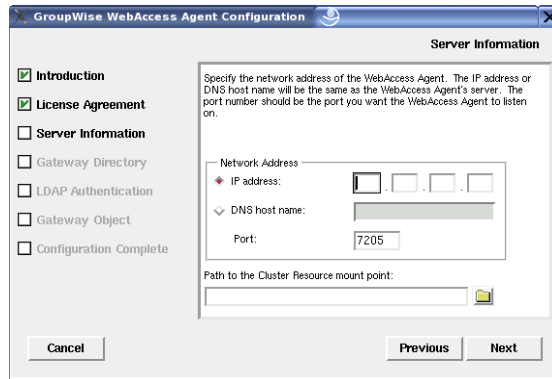 GroupWise WebAccess Agent Configuration
Server Information
Introduction
License Agreement
Server Information
Gateway Directory
LDAP Authentication
Gateway Object
Configuration Complete
Specify the network address of the WebAccess Agent. The IP address or
DNS host name will be the same as the WebAccess Agent's server. The
port number should be the port you want the WebAccess Agent to listen
on.
Network Address
IP address:
. . .
DNS host name:
Port:
7205
Path to the Cluster Resource mount point:
Cancel
Previous
Next